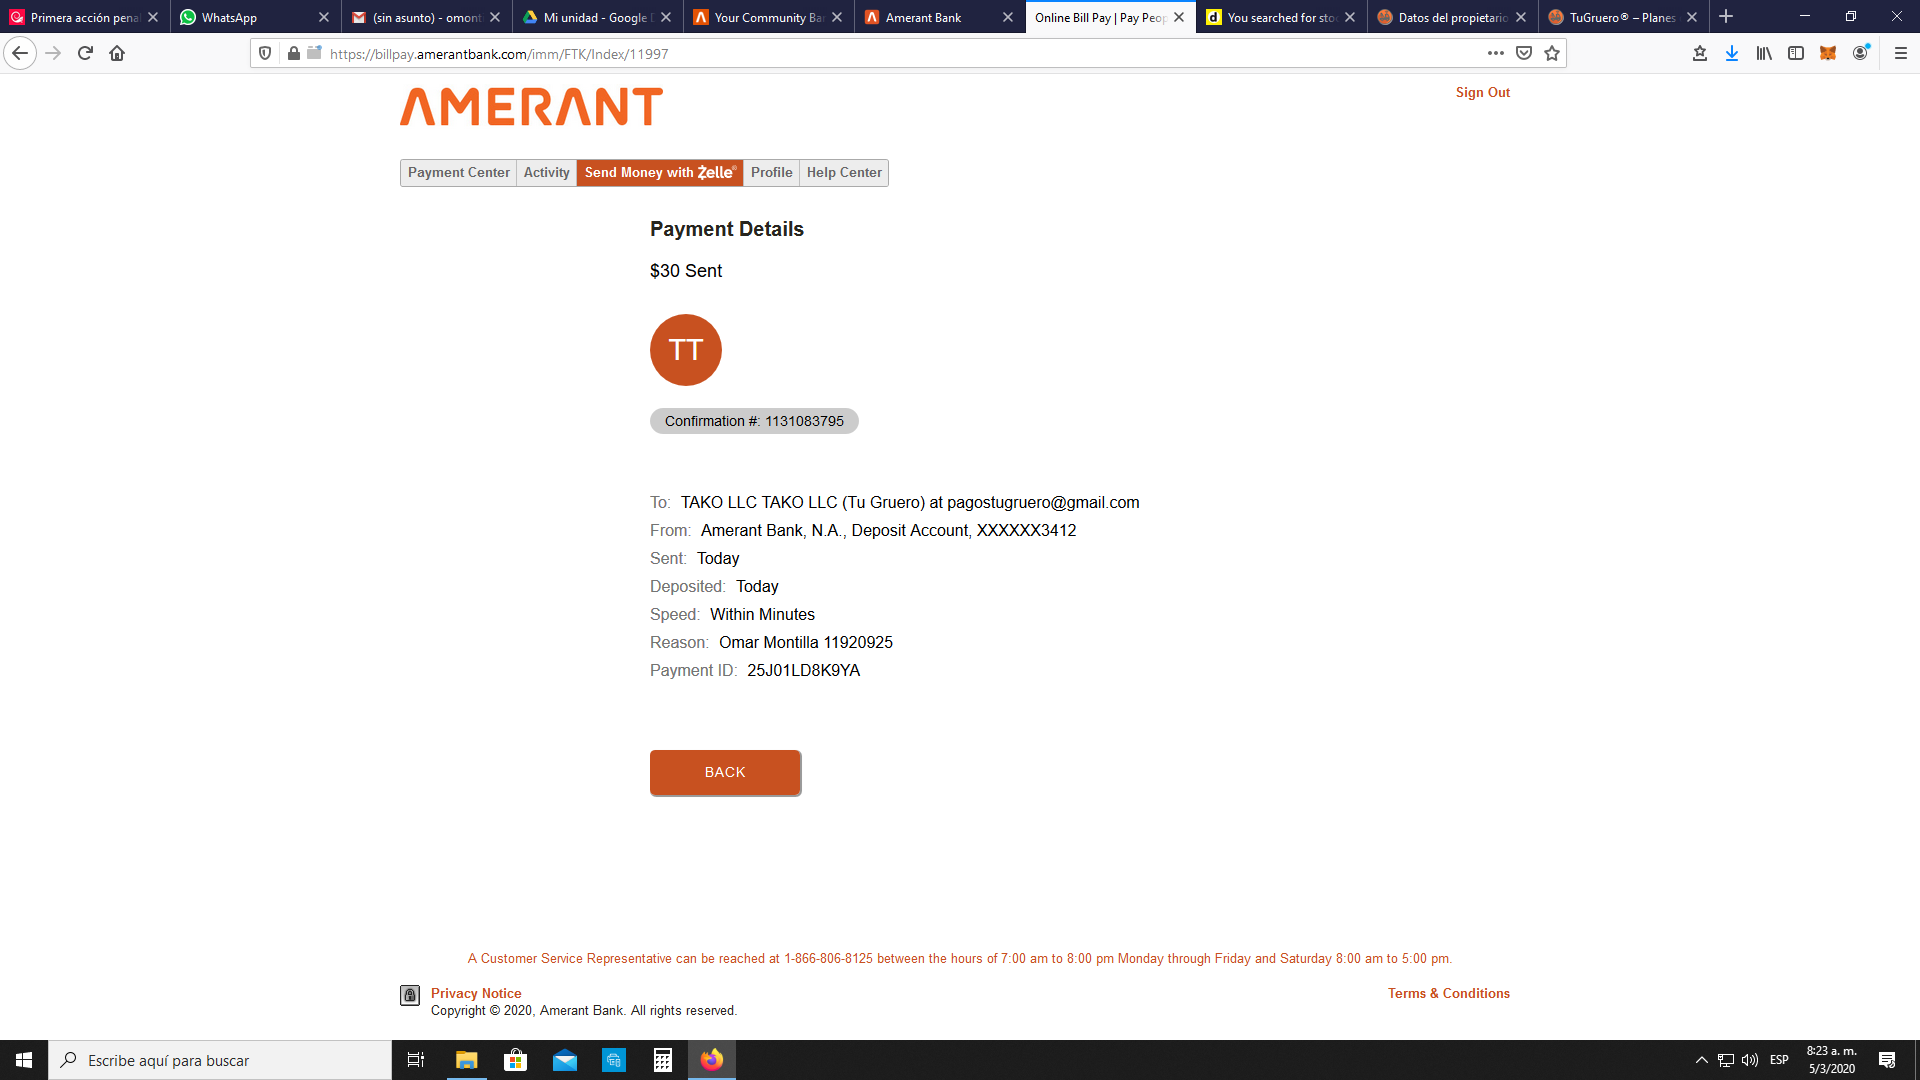 Primera acción pena
WhatsApp
(sin asunto) - omont
Mi unidad - Google D
Your Community Ban
Amerant Bank
Online Bill Pay | Pay Peop
You searched for sto
Datos del propietario
TuGruero® – Planes
https://billpay.amerantbank.com/imm/FTK/Index/11997
AMERANT
Sign Out
Payment Center Activity Send Money with Zelle® Profile Help Center
Payment Details
$30 Sent
TT
Confirmation #: 1131083795
To: TAKO LLC TAKO LLC (Tu Gruero) at pagostugruero@gmail.com
From: Amerant Bank, N.A., Deposit Account, XXXXXX3412
Sent: Today
Deposited: Today
Speed: Within Minutes
Reason: Omar Montilla 11920925
Payment ID: 25J01LD8K9YA
BACK
A Customer Service Representative can be reached at 1-866-806-8125 between the hours of 7:00 am to 8:00 pm Monday through Friday and Saturday 8:00 am to 5:00 pm.
Privacy Notice
Terms & Conditions
Copyright © 2020, Amerant Bank. All rights reserved.
Escribe aquí para buscar
ESP
8:23 a. m.
5/3/2020